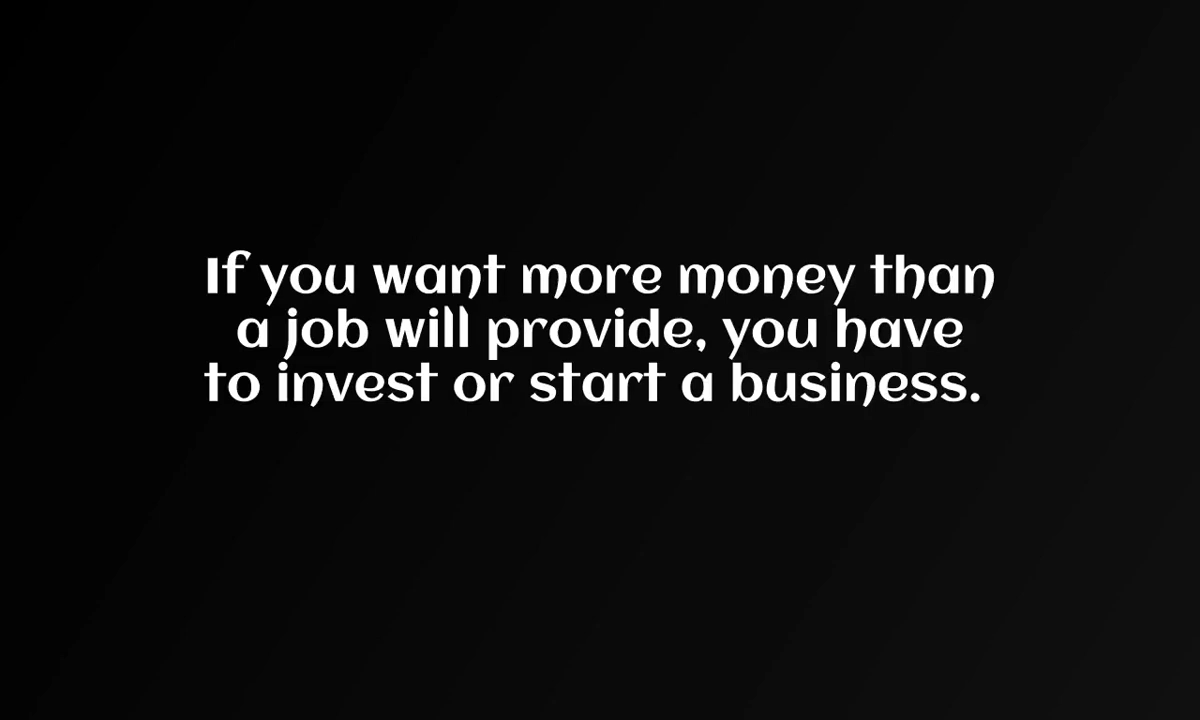 If you want more money than
a job will provide, you have
to invest or start a business.